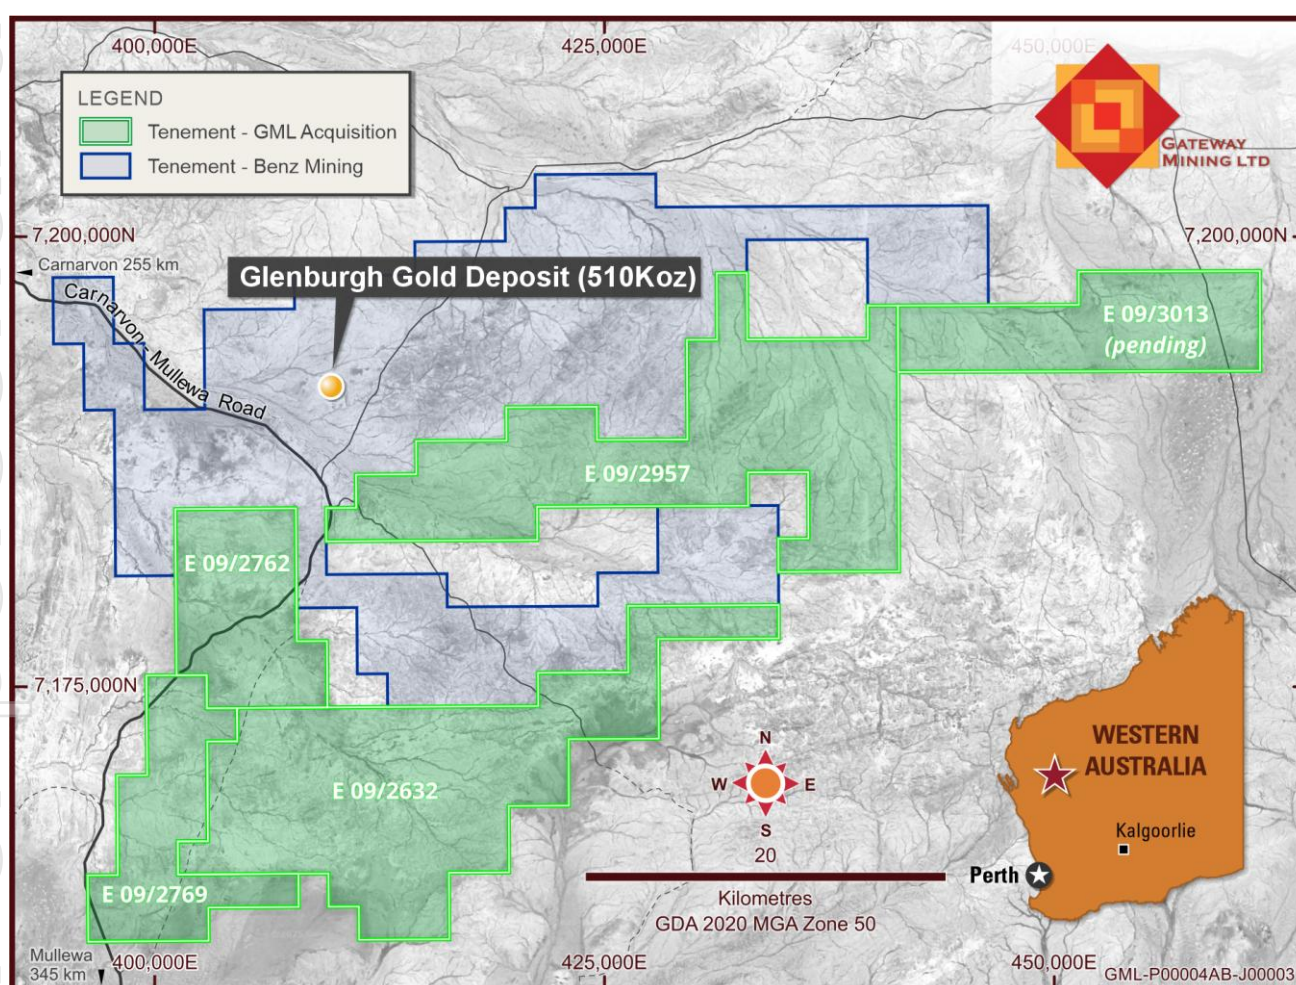 400,000E
425,000E
450,000E
LEGEND
Tenement - GML Acquisition
Tenement - Benz Mining
GATEWAY
MINING LTD
7,200,000N
7,200,000N
Carnarvon 255 km
Glenburgh Gold Deposit (510Koz)
Carnarvon - Mullewa Road
E 09/3013
(pending)
E 09/2957
E 09/2762
7,175,000N
WESTERN
AUSTRALIA
N
W
E
S
E 09/2632
Kalgoorlie
20
Perth
E 09/2769
Kilometres
GDA 2020 MGA Zone 50
Mullewa
345 km
400,000E
425,000E
450,000E
GML-P00004AB-J00003